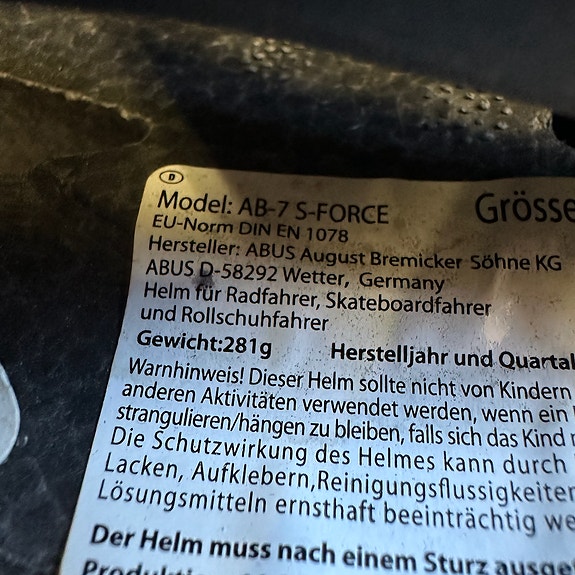 D
Model: AB-7 S-FORCE Grösse
EU-Norm DIN EN 1078
Hersteller: ABUS August Bremicker Söhne KG
ABUS D-58292 Wetter, Germany
Helm für Radfahrer, Skateboardfahrer
und Rollschuhfahrer
Gewicht:281g Herstelljahr und Quartal
Warnhinweis! Dieser Helm sollte nicht von Kindern
anderen Aktivitäten verwendet werden, wenn ein
strangulieren/hängen zu bleiben, falls sich das Kind
Die Schutzwirkung des Helmes kann durch
Lacken, Aufklebern,Reinigungsflussigkeiten
Lösungsmitteln ernsthaft beeinträchtig
Der Helm muss nach einem Sturz